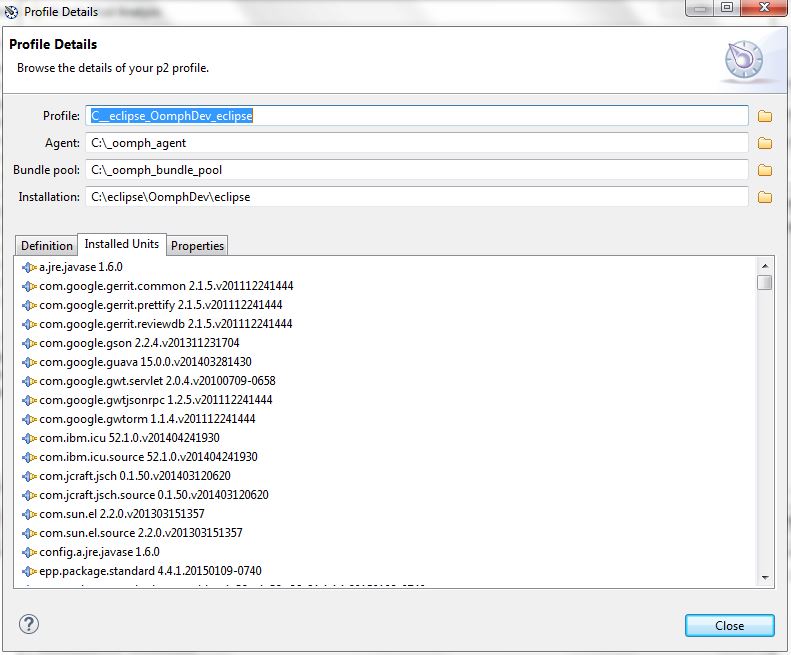 Profile Details
Profile Details
Browse the details of your p2 profile.
Profile: C__eclipse_OomphDev_eclipse
Agent: C:\_oomph_agent
Bundle pool: C:\_oomph_bundle_pool
Installation: C:\eclipse\OomphDev\eclipse
Definition Installed Units Properties
a.jre.javase 1.6.0
com.google.gerrit.common 2.1.5.v201112241444
com.google.gerrit.prettify 2.1.5.v201112241444
com.google.gerrit.reviewdb 2.1.5.v201112241444
com.google.gson 2.2.4.v201311231704
com.google.guava 15.0.0.v201403281430
com.google.gwt.servlet 2.0.4.v20100709-0658
com.google.gwtjsonrpc 1.2.5.v201112241444
com.google.gwtorm 1.1.4.v201112241444
com.ibm.icu 52.1.0.v201404241930
com.ibm.icu.source 52.1.0.v201404241930
com.jcraft.jsch 0.1.50.v201403120620
com.jcraft.jsch.source 0.1.50.v201403120620
com.sun.el 2.2.0.v201303151357
com.sun.el.source 2.2.0.v201303151357
config.a.jre.javase 1.6.0
epp.package.standard 4.4.1.20150109-0740
? Close